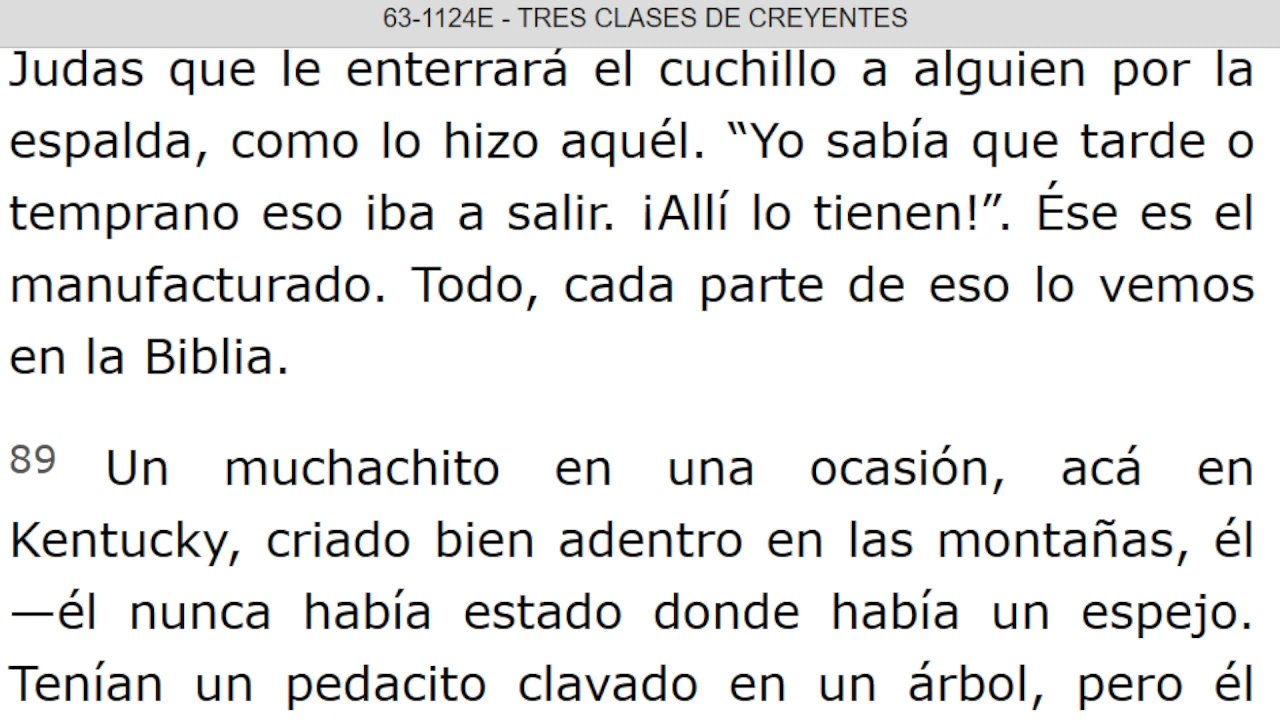 63-1124E - TRES CLASES DE CREYENTES
Judas que le enterrará el cuchillo a alguien por la
espalda, como lo hizo aquél. “Yo sabía que tarde o
temprano eso iba a salir. ¡Allí lo tienen!”. Ése es el
manufacturado. Todo, cada parte de eso lo vemos
en la Biblia.
89 Un muchachito en una ocasión, acá en
Kentucky, criado bien adentro en las montañas, él
—él nunca había estado donde había un espejo.
Tenían un pedacito clavado en un árbol, pero él